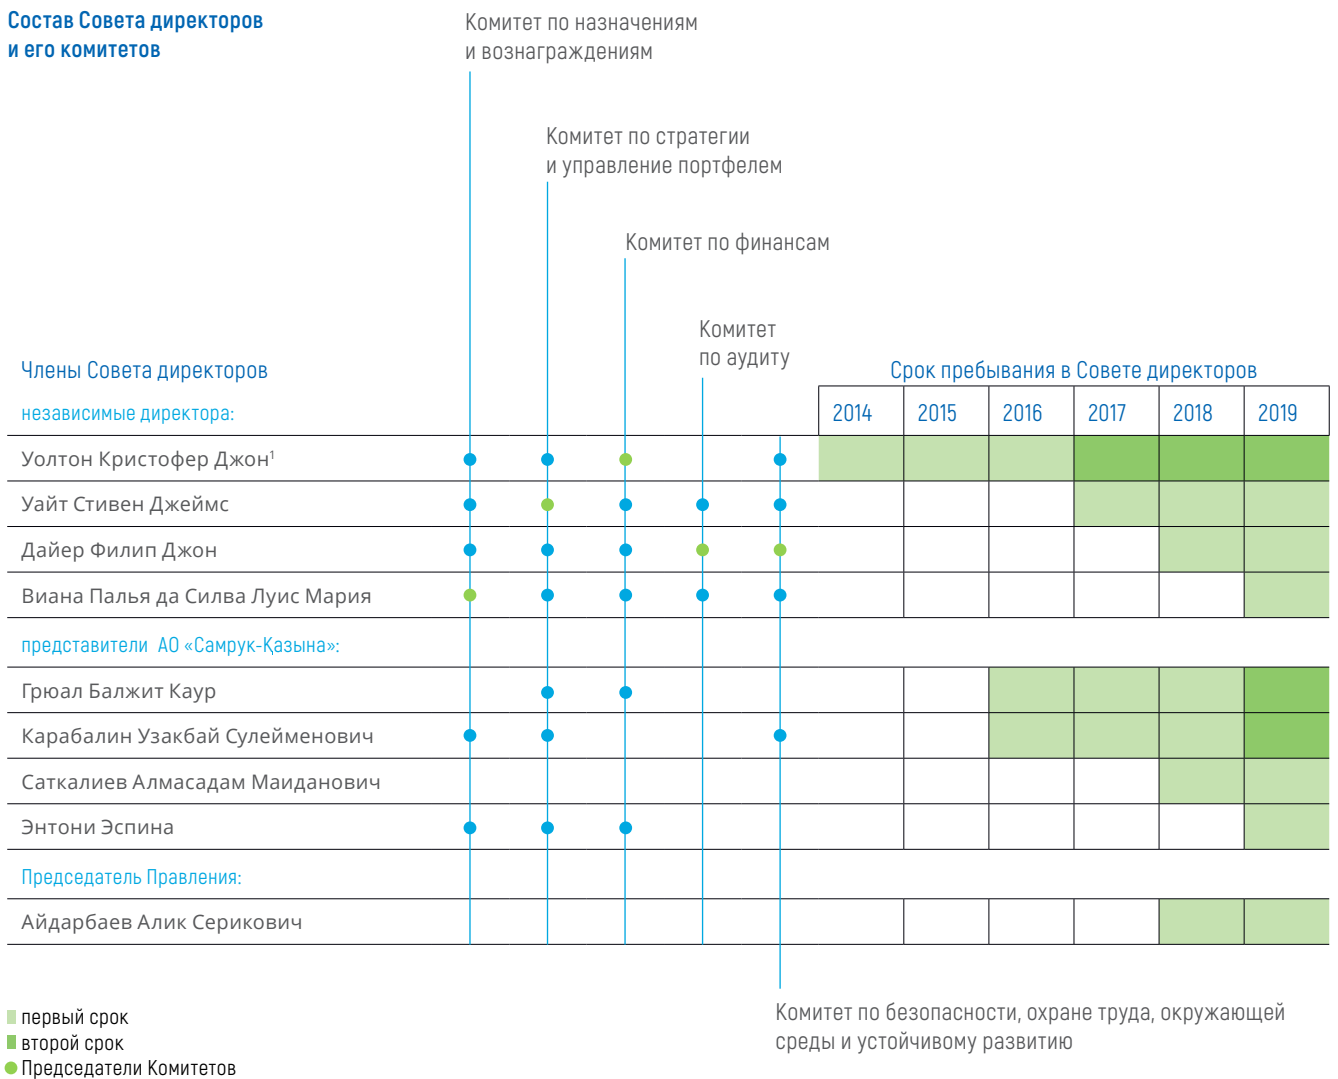 Состав Совета директоров
и его комитетов
Комитет по назначениям
и вознаграждениям
Комитет по стратегии
и управление портфелем
Комитет по финансам
Комитет
по аудиту
Члены Совета директоров
Срок пребывания в Совете директоров
независимые директора:
2014 2015 2016 2017 2018 2019
Уолтон Кристофер Джон¹
Уайт Стивен Джеймс
Дайер Филип Джон
Виана Палья да Силва Луис Мария
представители АО «Самрук-Қазына»:
Грюал Балжит Каур
Карабалин Узакбай Сулейменович
Саткалиев Алмасадам Маиданович
Энтони Эспина
Председатель Правления:
Айдарбаев Алик Серикович
Комитет по безопасности, охране труда, окружающей
среды и устойчивому развитию
первый срок
второй срок
Председатели Комитетов